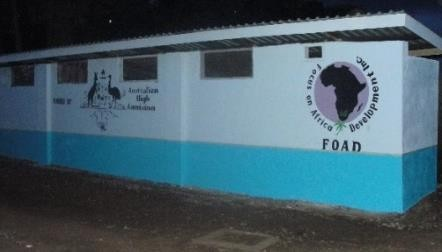 Australian
High
Commission
Focus on Africa Development Inc
FOAD